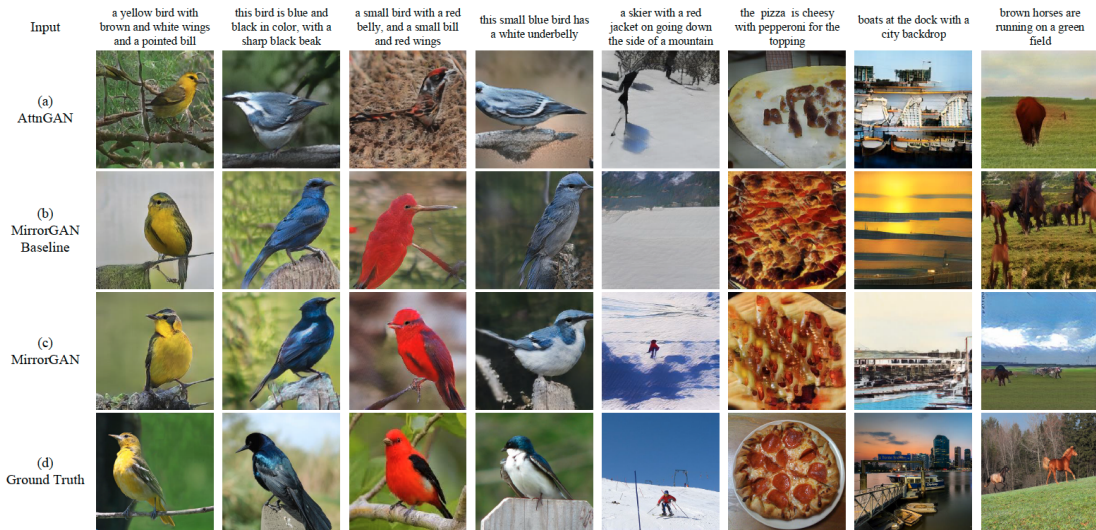 Input
a yellow bird with
brown and white wings
and a pointed bill
this bird is blue and
black in color, with a
sharp black beak
a small bird with a red
belly, and a small bill
and red wings
this small blue bird has
a white underbelly
a skier with a red
jacket on going down
the side of a mountain
the pizza is cheesy
with pepperoni for the
topping
boats at the dock with a
city backdrop
brown horses are
running on a green
field
(a)
AttnGAN
(b)
MirrorGAN
Baseline
(c)
MirrorGAN
(d)
Ground Truth